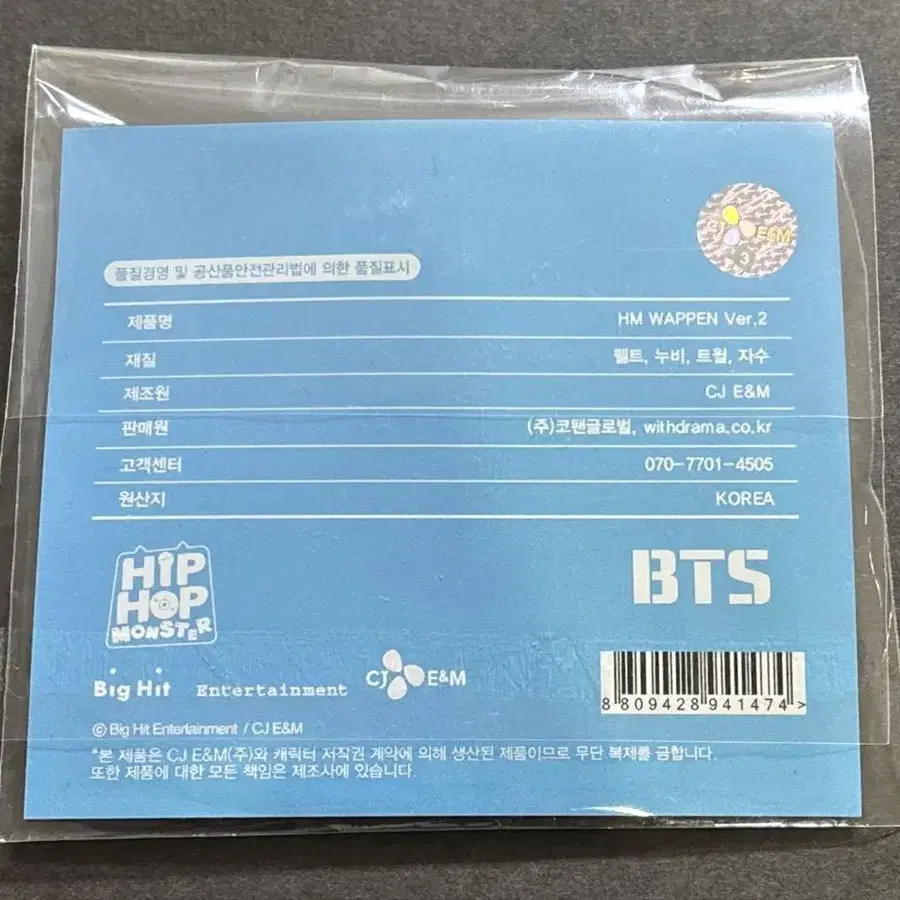 CJ E&M
3
품질경영 및 공산품안전관리법에 의한 품질표시
제품명 HM WAPPEN Ver.2
재질 펠트, 누비, 트윌, 자수
제조원 CJ E&M
판매원 (주)코팬글로벌, withdrama.co.kr
고객센터 070-7701-4505
원산지 KOREA
HIP HOP MONSTER
BTS
Big Hit Entertainment CJ E&M
8 809428 941474 >
© Big Hit Entertainment / CJ E&M
"본 제품은 CJ E&M(주)와 캐릭터 저작권 계약에 의해 생산된 제품이므로 무단 복제를 금합니다.
또한 제품에 대한 모든 책임은 제조사에 있습니다.